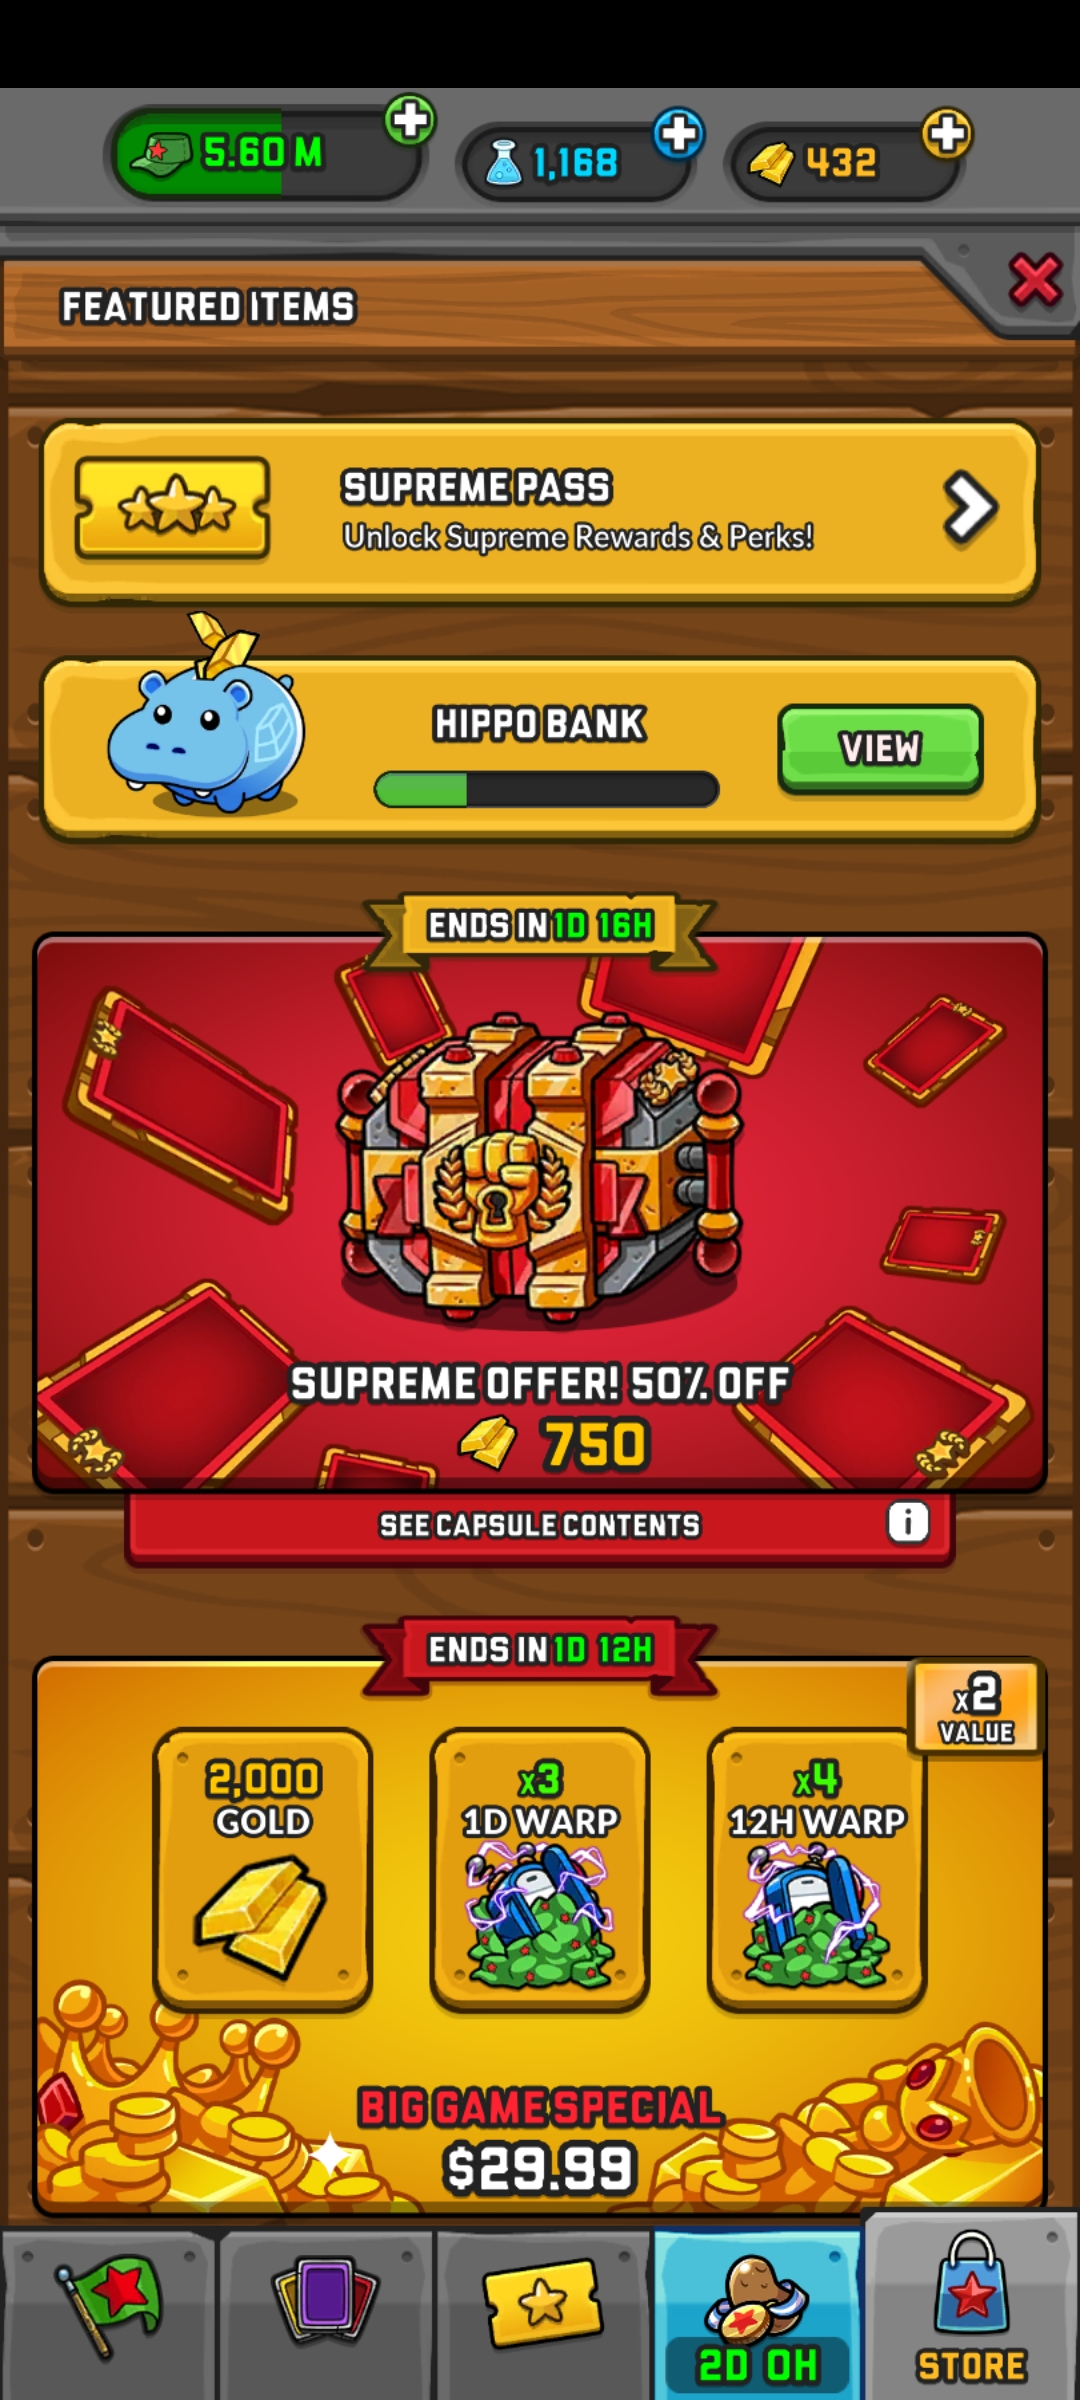 5.60 M
1,168
432
FEATURED ITEMS
SUPREME PASS
Unlock Supreme Rewards & Perks!
HIPPO BANK
VIEW
ENDS IN 1D 16H
SUPREME OFFER! 50% OFF
750
SEE CAPSULE CONTENTS
i
ENDS IN 1D 12H
x2
VALUE
2,000
GOLD
x3
1D WARP
x4
12H WARP
BIG GAME SPECIAL
$29.99
2D 0H
STORE